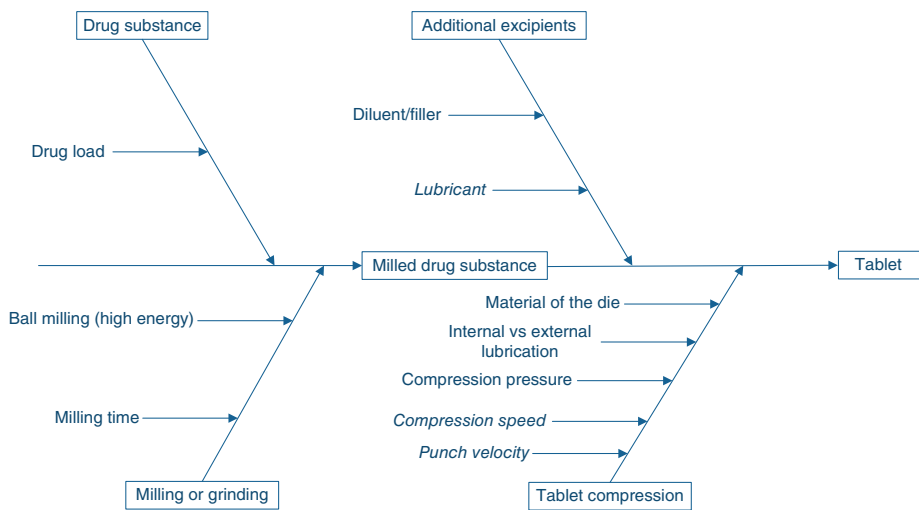 Drug substance
Additional excipients
Diluent/filler
Drug load
Lubricant
Milled drug substance
Tablet
Material of the die
Ball milling (high energy)
Internal vs external
lubrication
Compression pressure
Milling time
Compression speed
Punch velocity
Milling or grinding
Tablet compression